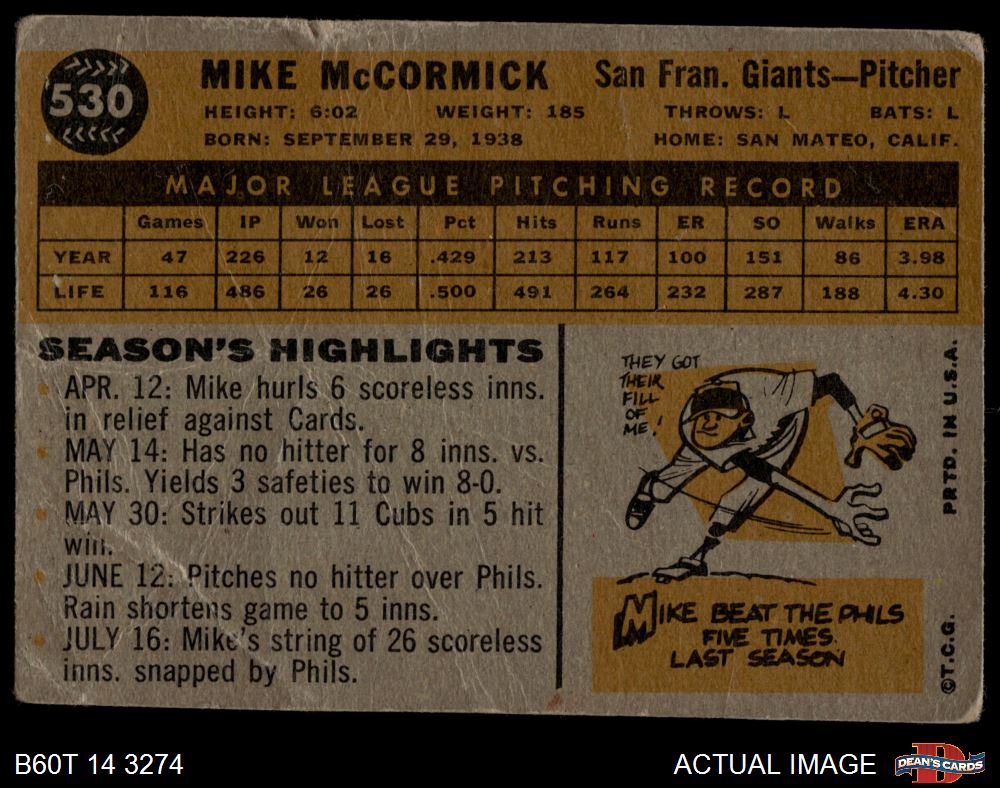 530
MIKE McCORMICK
San Fran. Giants—Pitcher
HEIGHT: 6:02 WEIGHT: 185 THROWS: L BATS: L
BORN: SEPTEMBER 29, 1938 HOME: SAN MATEO, CALIF.
MAJOR LEAGUE PITCHING RECORD
Games IP Won Lost Pct Hits Runs ER SO Walks ERA
YEAR 47 226 12 16 .429 213 117 100 151 86 3.98
LIFE 116 486 26 26 .500 491 264 232 287 188 4.30
SEASON'S HIGHLIGHTS
APR. 12: Mike hurls 6 scoreless inns.
in relief against Cards.
MAY 14: Has no hitter for 8 inns. vs.
Phils. Yields 3 safeties to win 8-0.
MAY 30: Strikes out 11 Cubs in 5 hit
win.
JUNE 12: Pitches no hitter over Phils.
Rain shortens game to 5 inns.
JULY 16: Mike's string of 26 scoreless
inns. snapped by Phils.
THEY GOT
THEIR
FILL
OF
ME!
MIKE BEAT THE PHILS
FIVE TIMES
LAST SEASON
©T.C.G. PRTD. IN U.S.A.
B60T 14 3274
ACTUAL IMAGE
DEAN'S CARDS